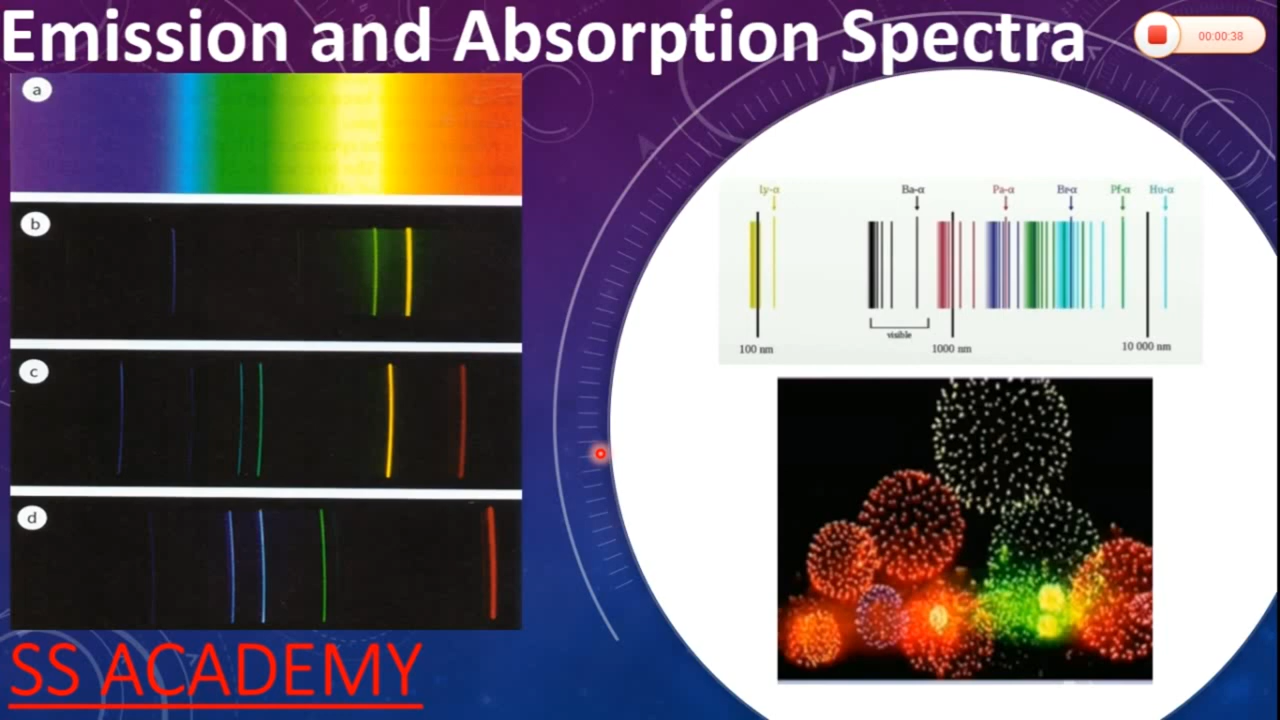 Emission and Absorption Spectra
00:00:38
a
b
c
d
Ly-α Ba-α Pa-α Br-α Pf-α Hu-α
visible
100 nm 1000 nm 10 000 nm
SS ACADEMY